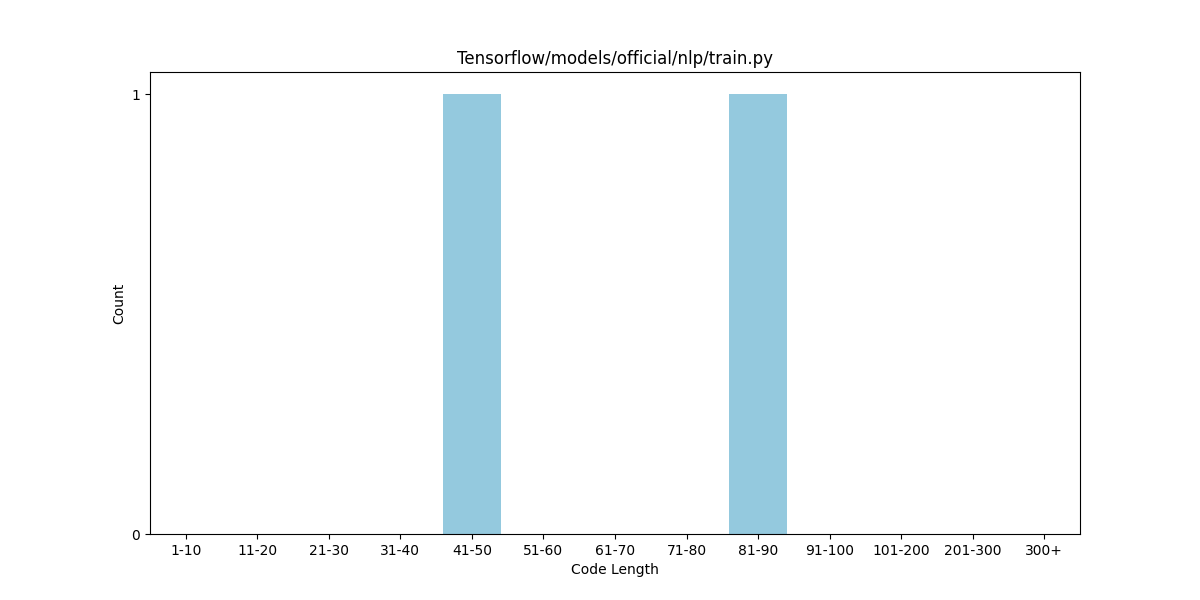 Tensorflow/models/official/nlp/train.py
1
Count
0
1-10 11-20 21-30 31-40 41-50 51-60 61-70 71-80 81-90 91-100 101-200 201-300 300+
Code Length